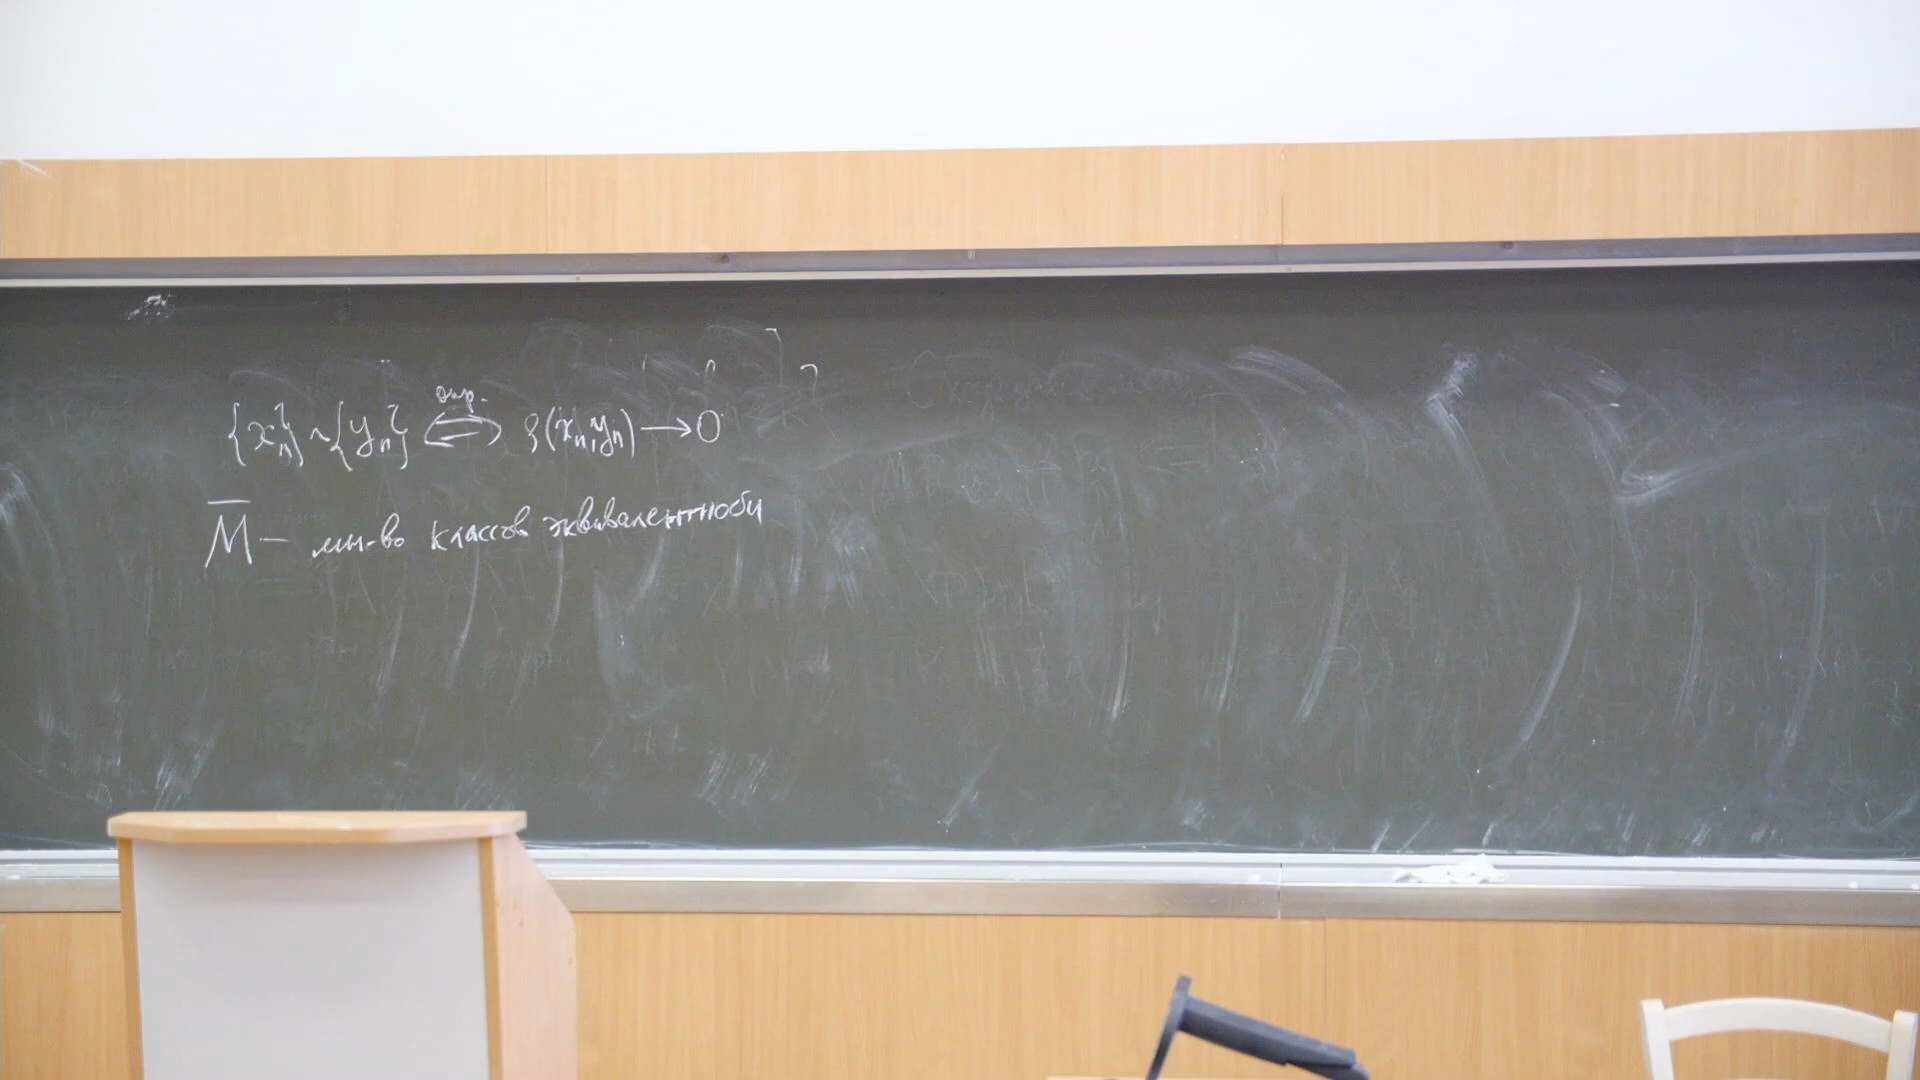 {xₙ} ~ {yₙ} ⇔ опр. ρ(xₙ, yₙ) → 0
M̅ — мн-во классов эквивалентности